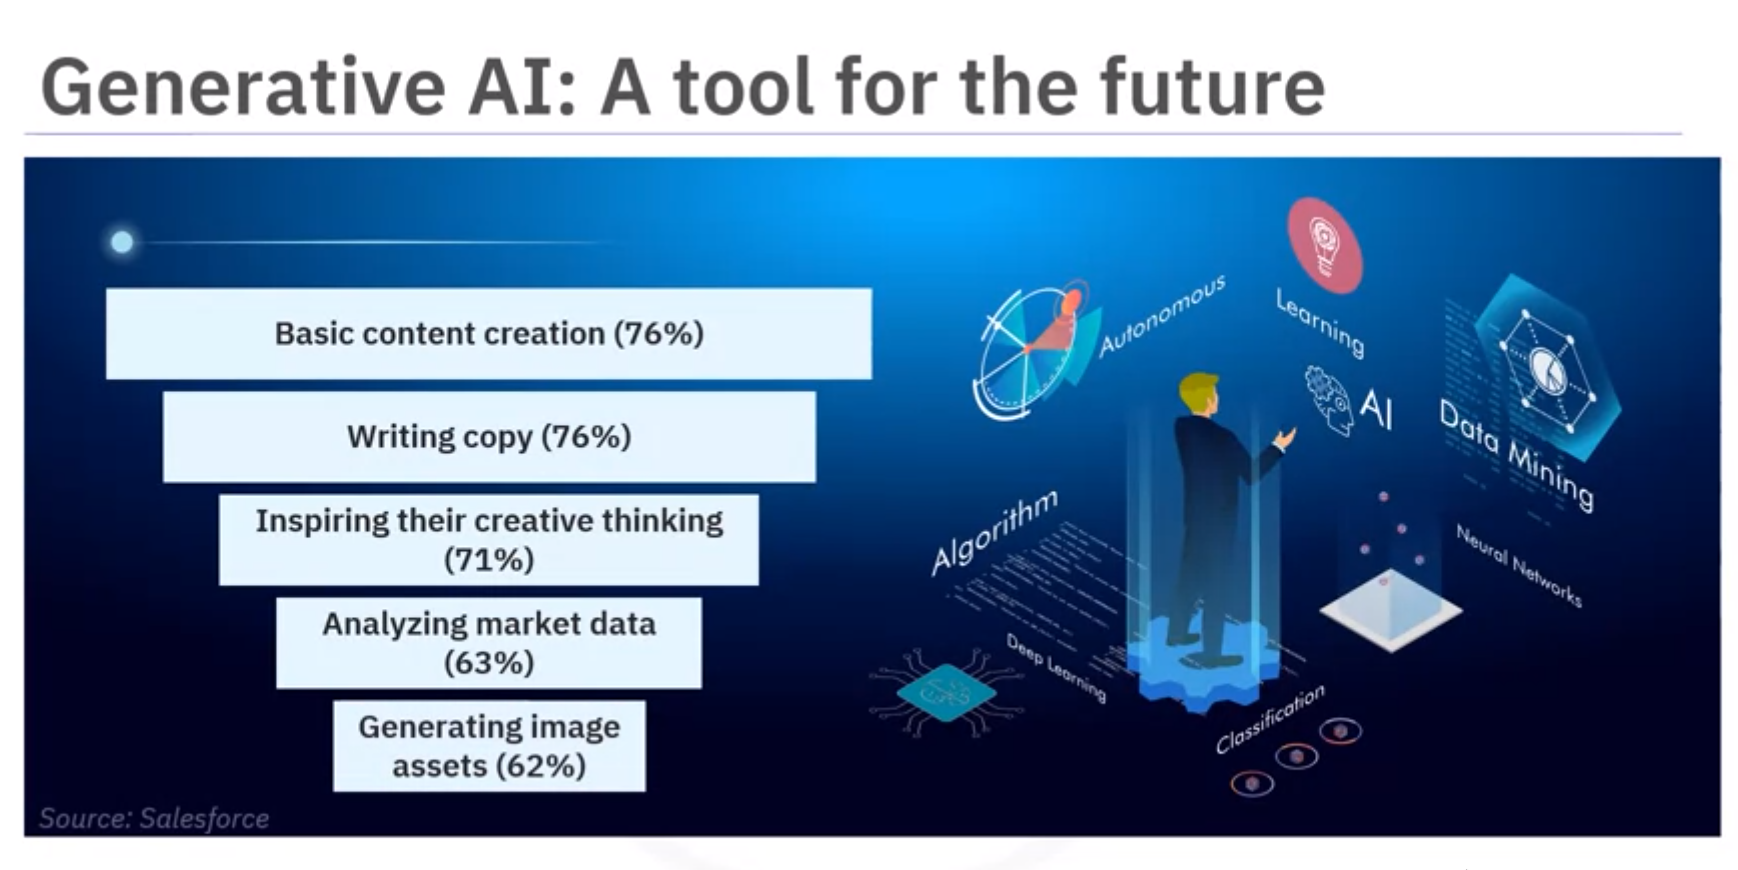 Generative AI: A tool for the future
Basic content creation (76%)
Writing copy (76%)
Inspiring their creative thinking
(71%)
Analyzing market data
(63%)
Generating image
assets (62%)
Source: Salesforce
Autonomous
Learning
AI
Data Mining
Algorithm
Neural Networks
Deep Learning
Classification